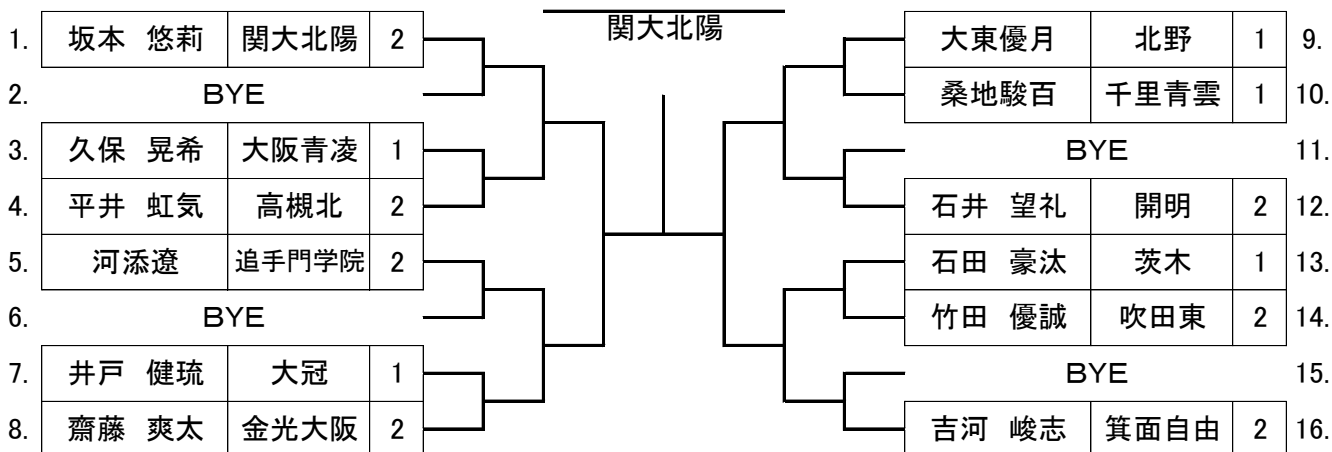 関大北陽
1. 坂本 悠莉 関大北陽 2
2. BYE
3. 久保 晃希 大阪青凌 1
4. 平井 虹気 高槻北 2
5. 河添遼 追手門学院 2
6. BYE
7. 井戸 健琉 大冠 1
8. 齋藤 爽太 金光大阪 2
大東優月 北野 1 9.
桑地駿百 千里青雲 1 10.
BYE 11.
石井 望礼 開明 2 12.
石田 豪汰 茨木 1 13.
竹田 優誠 吹田東 2 14.
BYE 15.
吉河 峻志 箕面自由 2 16.